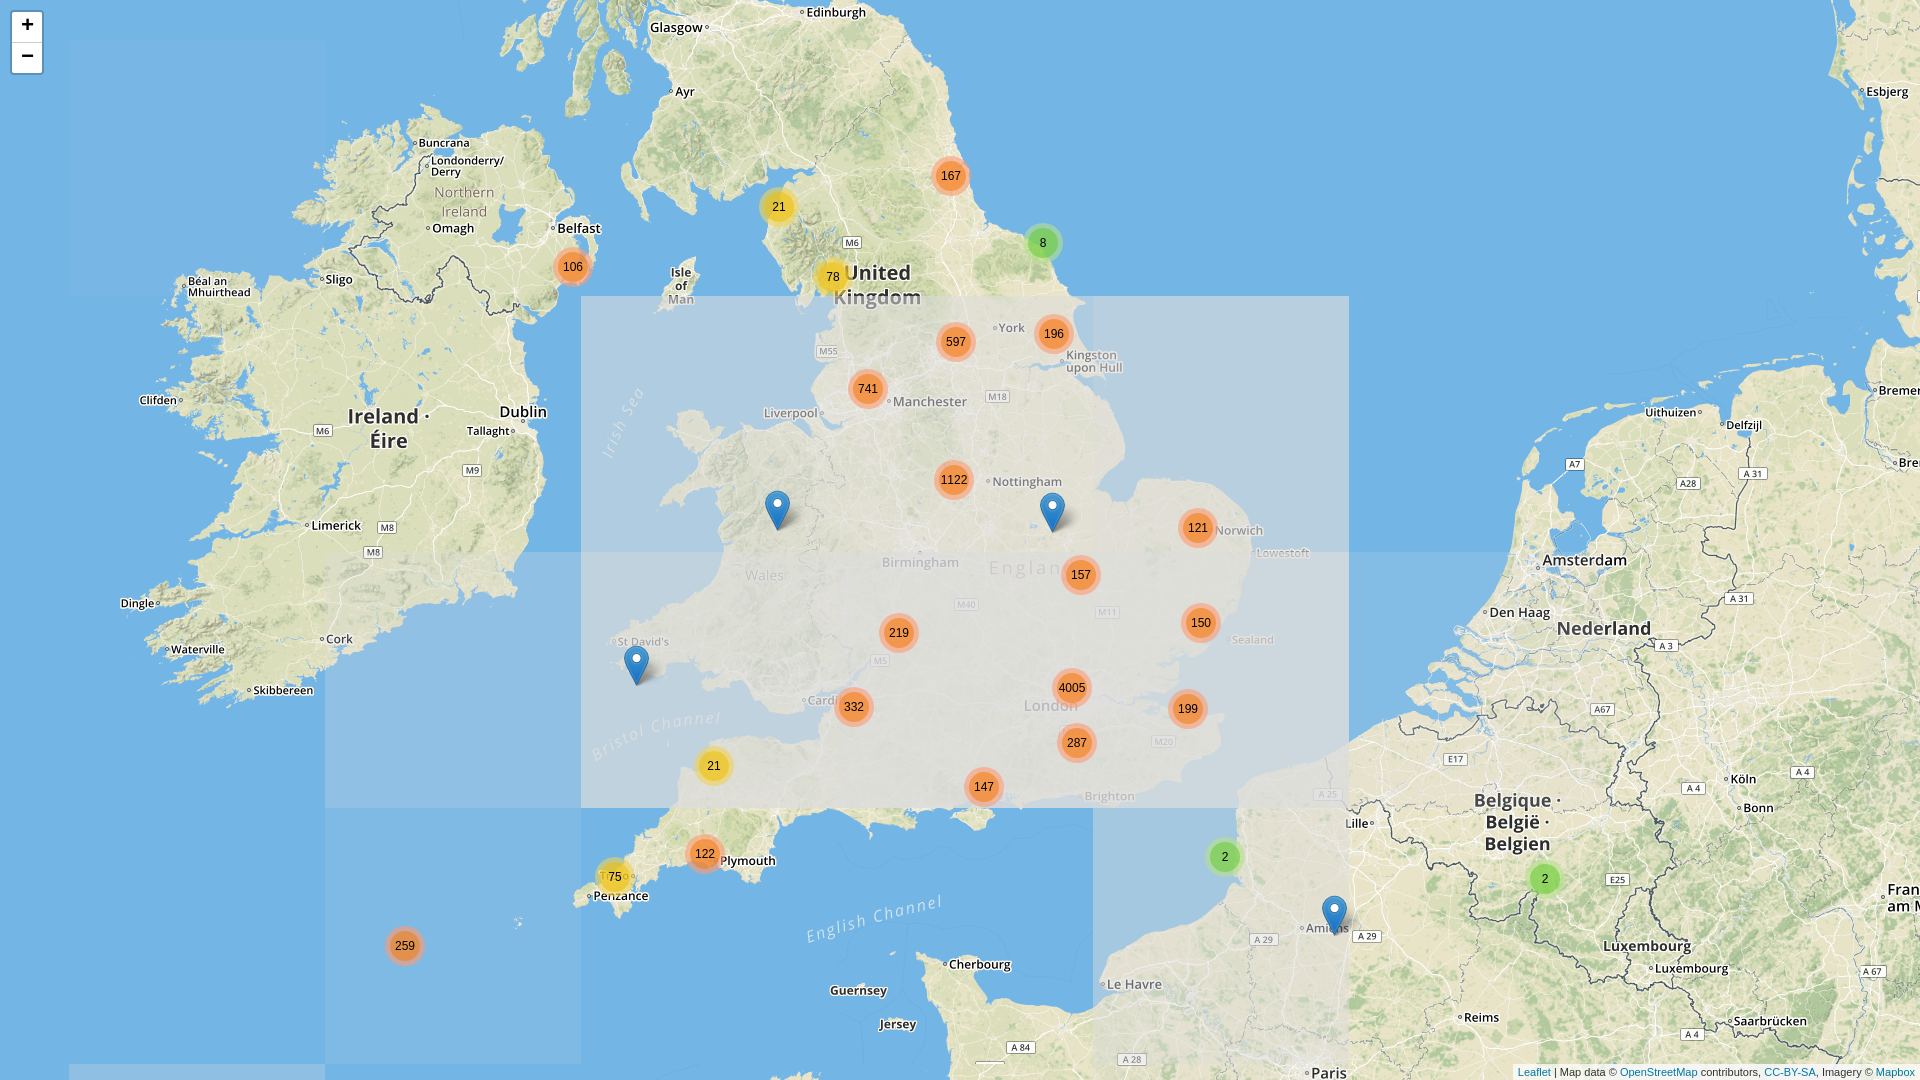 +
−
Edinburgh
Glasgow
Ayr
Esbjerg
Buncrana
Londonderry/
Derry
Northern
Ireland
Omagh
Belfast
167
21
8
106
M6
78
United
Kingdom
Isle
of
Man
Sligo
Béal an
Mhuirthead
597
York
196
M55
Kingston
upon Hull
741
Manchester
M18
Liverpool
Irish Sea
Clifden
Ireland ·
Éire
Dublin
Tallaght
M6
M9
Uithuizen
Delfzijl
A7
A 31
A28
1122
Nottingham
121
Norwich
Lowestoft
Limerick
M8
M8
Birmingham
157
Wales
M40
M11
Amsterdam
Den Haag
A 31
Nederland
A 3
Dingle
Cork
Waterville
Skibbereen
219
150
Sealand
St David's
M5
4005
London
199
332
287
M20
A67
Bristol Channel
E17
21
147
Brighton
A 25
Köln
A 4
A 4
Bonn
Belgique ·
België ·
Belgien
Lille
122
Plymouth
75
Penzance
2
2
E25
259
English Channel
Amiens
A 29
A 29
Luxembourg
Luxembourg
A 67
Cherbourg
Guernsey
Le Havre
Jersey
Reims
Saarbrücken
A 84
A 28
A 4
Paris
Leaflet | Map data © OpenStreetMap contributors, CC-BY-SA, Imagery © Mapbox